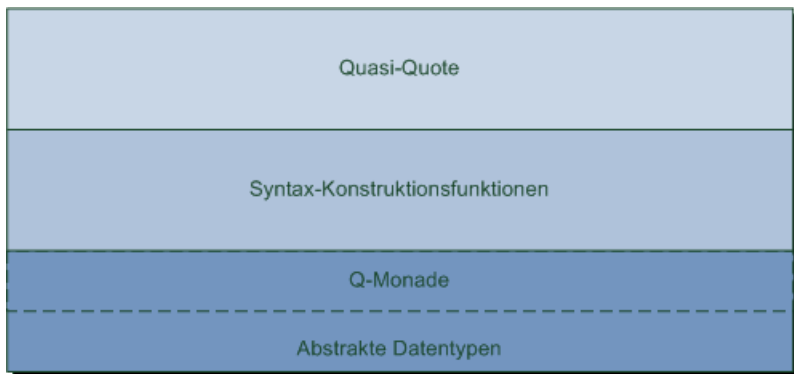 Quasi-Quote
Syntax-Konstruktionsfunktionen
Q-Monade
Abstrakte Datentypen